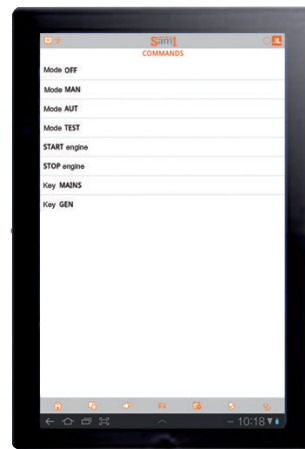 Sam1
COMMANDS
Mode OFF
Mode MAN
Mode AUT
Mode TEST
START engine
STOP engine
Key MAINS
Key GEN
10:18